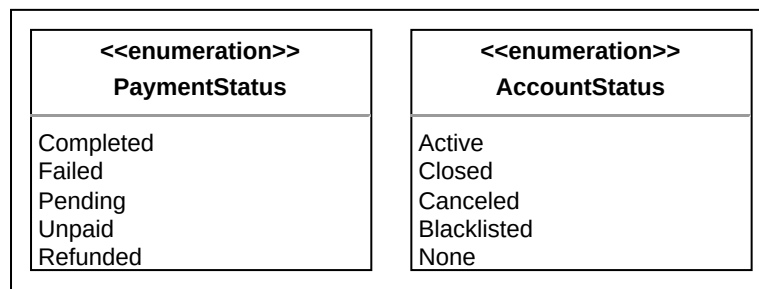 <<enumeration>>
PaymentStatus
Completed
Failed
Pending
Unpaid
Refunded
<<enumeration>>
AccountStatus
Active
Closed
Canceled
Blacklisted
None